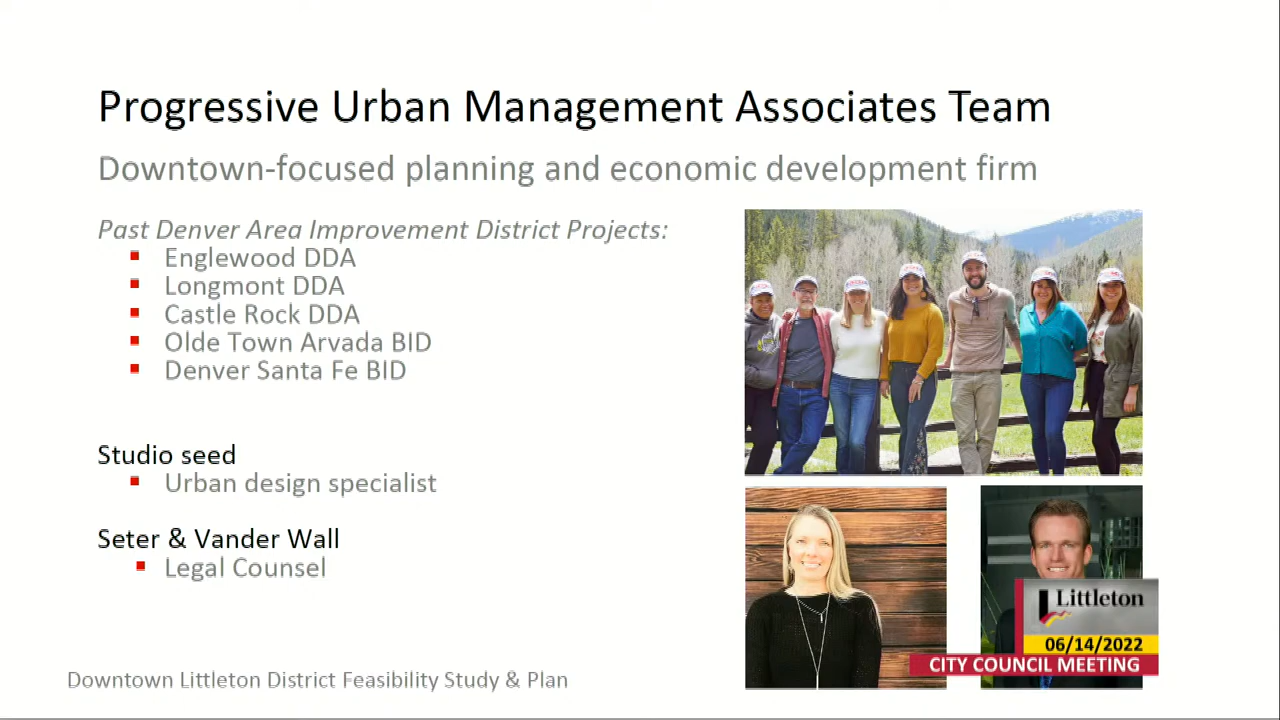 Progressive Urban Management Associates Team
Downtown-focused planning and economic development firm
Past Denver Area Improvement District Projects:
Englewood DDA
Longmont DDA
Castle Rock DDA
Olde Town Arvada BID
Denver Santa Fe BID
Studio seed
Urban design specialist
Seter & Vander Wall
Legal Counsel
Downtown Littleton District Feasibility Study & Plan
Littleton
06/14/2022
CITY COUNCIL MEETING